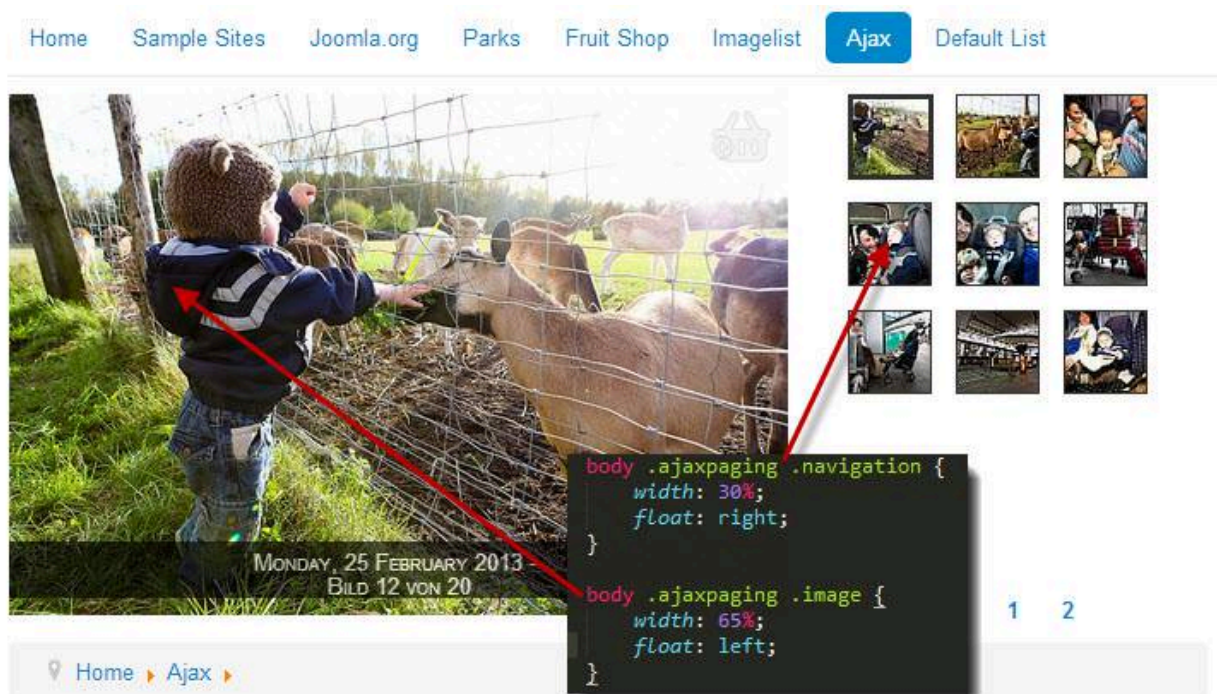 Home Sample Sites Joomla.org Parks Fruit Shop Imagelist Ajax Default List
MONDAY, 25 FEBRUARY 2013 -
BILD 12 VON 20
body .ajaxpaging .navigation {
width: 30%;
float: right;
}
body .ajaxpaging .image {
width: 65%;
float: left;
}
1 2
Home Ajax